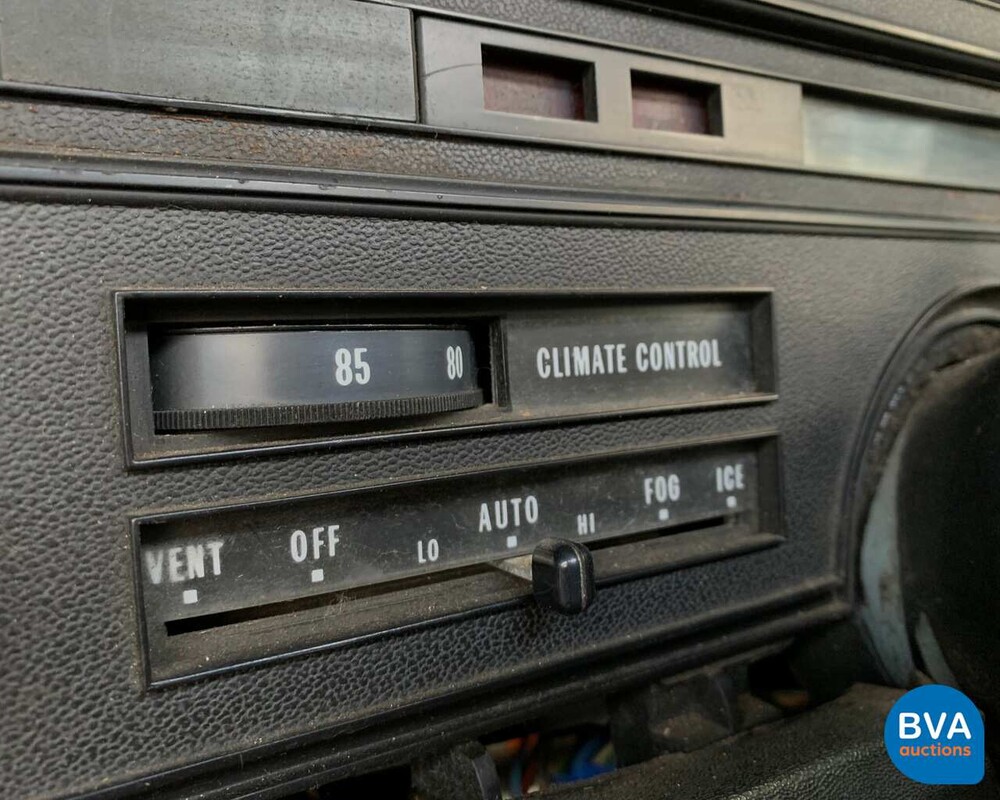 85 80 CLIMATE CONTROL
VENT OFF LO AUTO HI FOG ICE
BVA
auctions